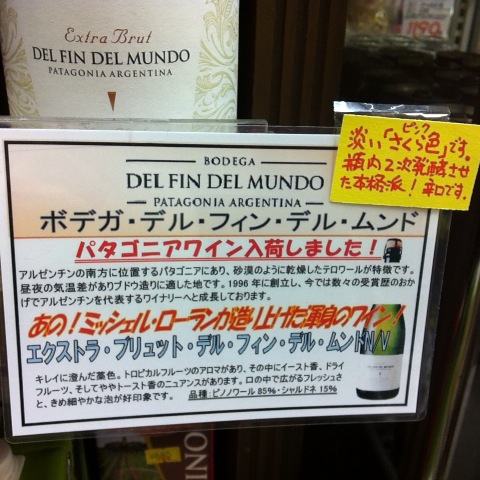 Extra Brut
DEL FIN DEL MUNDO
PATAGONIA ARGENTINA
1190
ピンク
淡い「さくら色」です。
瓶内2次発酵させ
た本格派！辛口です。
BODEGA
DEL FIN DEL MUNDO
PATAGONIA ARGENTINA
ボデガ・デル・フィン・デル・ムンド
パタゴニアワイン入荷しました！
アルゼンチンの南方に位置するパタゴニアにあり、砂漠のように乾燥したテロワールが特徴です。
昼夜の気温差がありブドウ造りに適した地です。1996年に創立し、今では数々の受賞歴のおか
げでアルゼンチンを代表するワイナリーへと成長しております。
あの！ミッシェル・ローランが造り上げた渾身のワイン！
エクストラ・ブリュット・デル・フィン・デル・ムンドN/V
キレイに澄んだ藁色。トロピカルフルーツのアロマがあり、その中にイースト香、ドライ
フルーツ、そしてややトースト香のニュアンスがあります。口の中で広がるフレッシュさ
と、きめ細やかな泡が好印象です。 品種：ピノノワール85%・シャルドネ15%